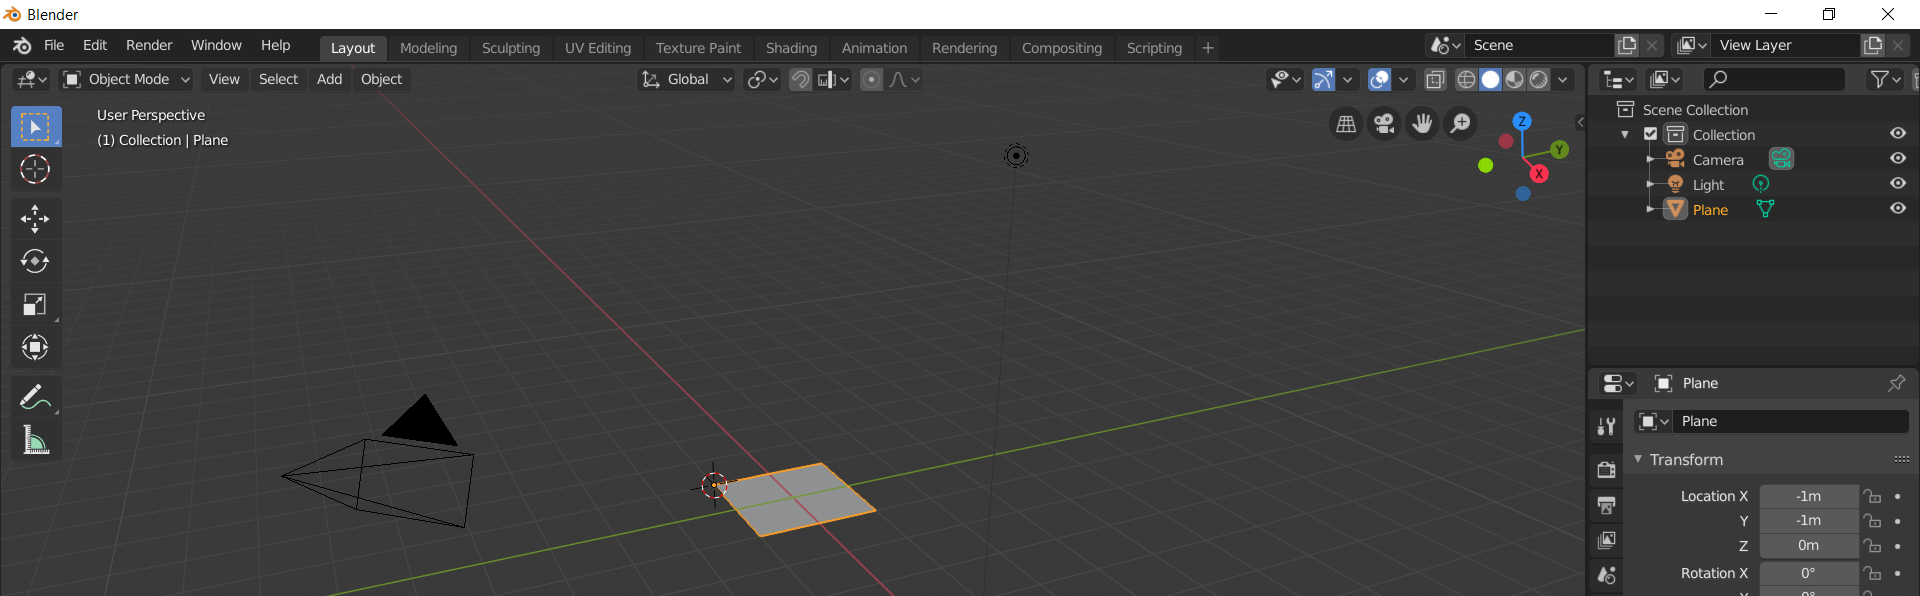 Blender
File Edit Render Window Help Layout Modeling Sculpting UV Editing Texture Paint Shading Animation Rendering Compositing Scripting + Scene View Layer
Object Mode View Select Add Object Global
User Perspective
(1) Collection | Plane
Z
Y
X
Scene Collection
Collection
Camera
Light
Plane
Plane
Plane
Transform
Location X -1m
Y -1m
Z 0m
Rotation X 0°